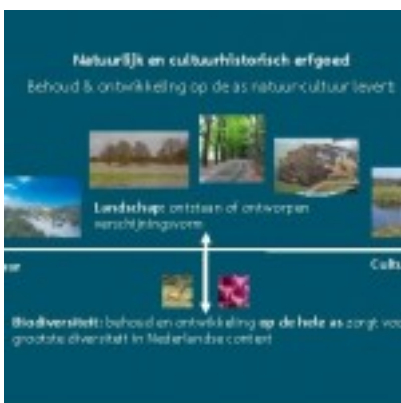 Natuurlijk en cultuurhistorisch erfgoed
Behoud & ontwikkeling op de as natuur-cultuur levert:
Landschap: ontstaan of ontworpen
verschijningsvorm
uur
Cultu
Biodiversiteit: behoud en ontwikkeling op de hele as zorgt voo
grootste diversiteit in Nederlandse context